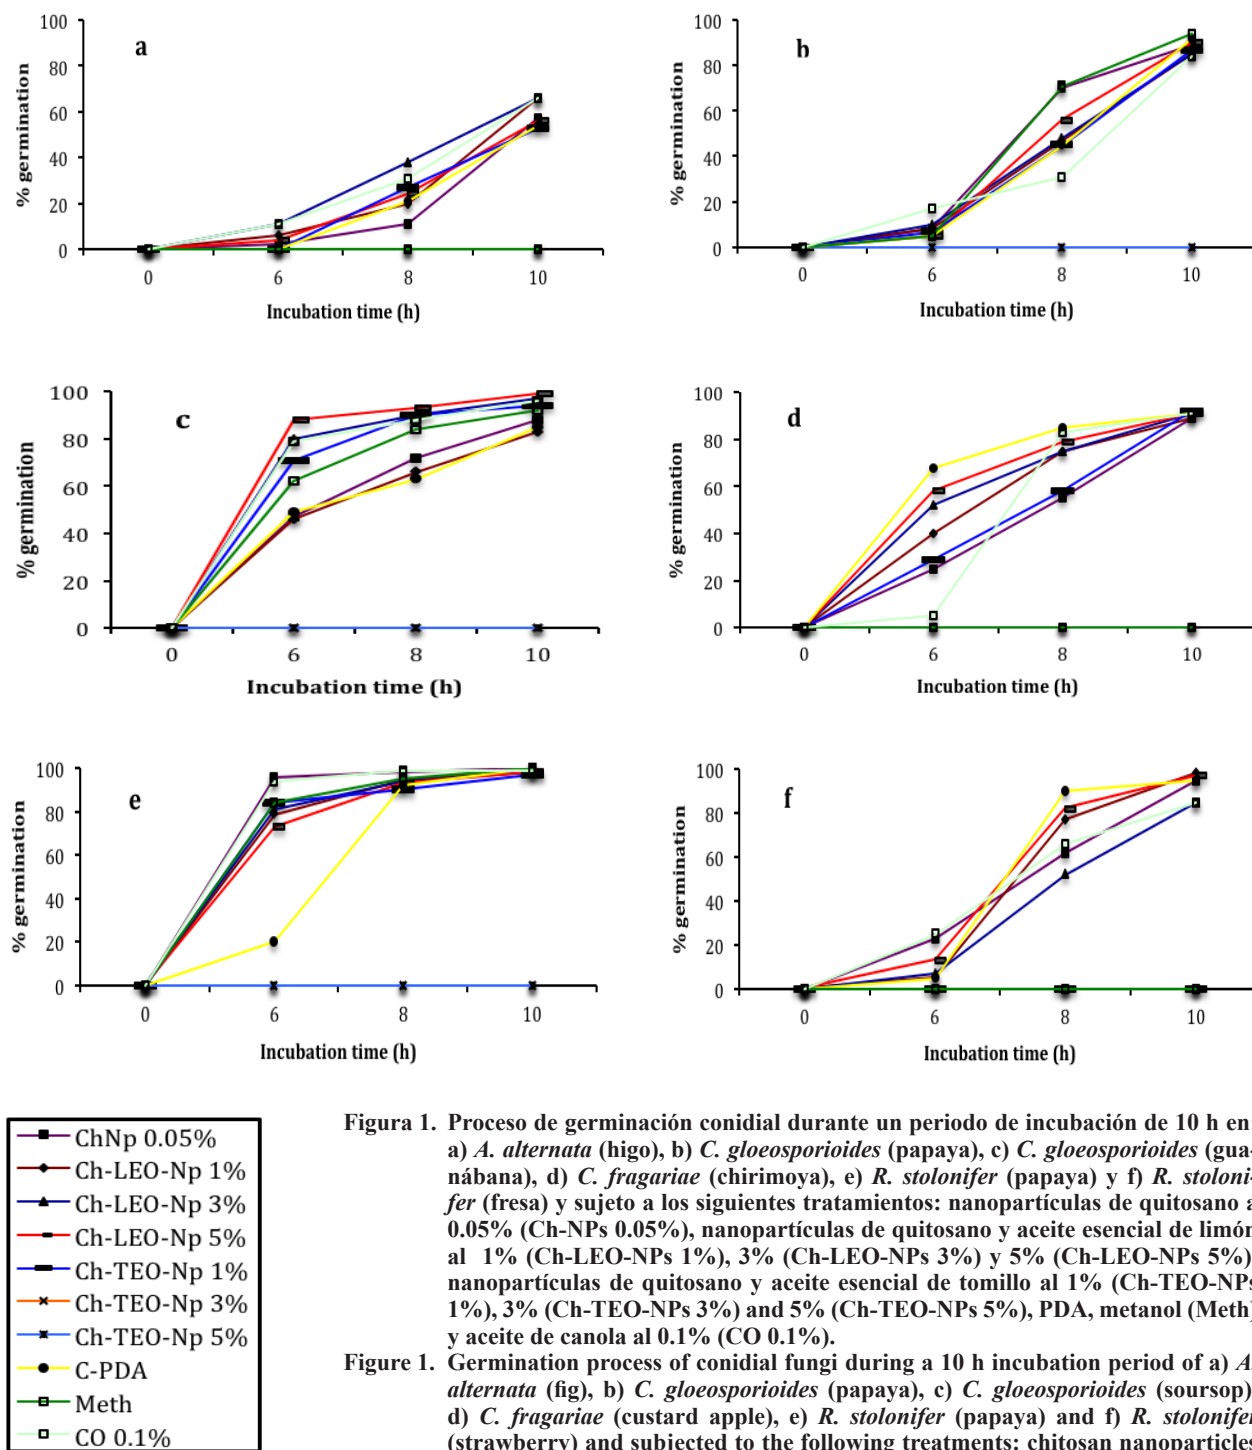 100
80
60
40
20
0
% germination
a
0 6 8 10
Incubation time (h)
100
80
60
40
20
0
% germination
b
0 6 8 10
Incubation time (h)
100
80
60
40
20
0
% germination
c
0 6 8 10
Incubation time (h)
100
80
60
40
20
0
% germination
d
0 6 8 10
Incubation time (h)
100
80
60
40
20
0
% germination
e
0 6 8 10
Incubation time (h)
100
80
60
40
20
0
% germination
f
0 6 8 10
Incubation time (h)
ChNp 0.05%
Ch-LEO-Np 1%
Ch-LEO-Np 3%
Ch-LEO-Np 5%
Ch-TEO-Np 1%
Ch-TEO-Np 3%
Ch-TEO-Np 5%
C-PDA
Meth
CO 0.1%
Figura 1. Proceso de germinación conidial durante un periodo de incubación de 10 h en:
a) A. alternata (higo), b) C. gloeosporioides (papaya), c) C. gloeosporioides (gua-
nábana), d) C. fragariae (chirimoya), e) R. stolonifer (papaya) y f) R. stoloni-
fer (fresa) y sujeto a los siguientes tratamientos: nanopartículas de quitosano a
0.05% (Ch-NPs 0.05%), nanopartículas de quitosano y aceite esencial de limón
al 1% (Ch-LEO-NPs 1%), 3% (Ch-LEO-NPs 3%) y 5% (Ch-LEO-NPs 5%)
nanopartículas de quitosano y aceite esencial de tomillo al 1% (Ch-TEO-NPs
1%), 3% (Ch-TEO-NPs 3%) and 5% (Ch-TEO-NPs 5%), PDA, metanol (Meth)
y aceite de canola al 0.1% (CO 0.1%).
Figure 1. Germination process of conidial fungi during a 10 h incubation period of a) A.
alternata (fig), b) C. gloeosporioides (papaya), c) C. gloeosporioides (soursop)
d) C. fragariae (custard apple), e) R. stolonifer (papaya) and f) R. stolonifer
(strawberry) and subjected to the following treatments: chitosan nanoparticles